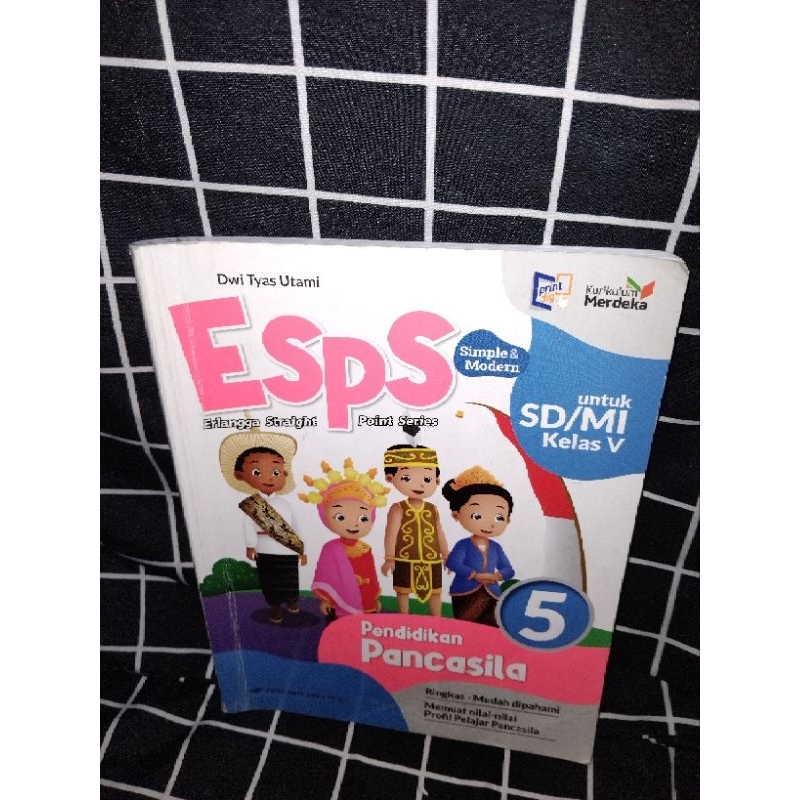 Dwi Tyas Utami
print
Kurikulum
Merdeka
ESPS
Simple &
Modern
Erlangga Straight Point Series
untuk
SD/MI
Kelas V
5
Pendidikan
Pancasila
Ringkas - Mudah dipahami
Memuat nilai-nilai
Profil Pelajar Pancasila